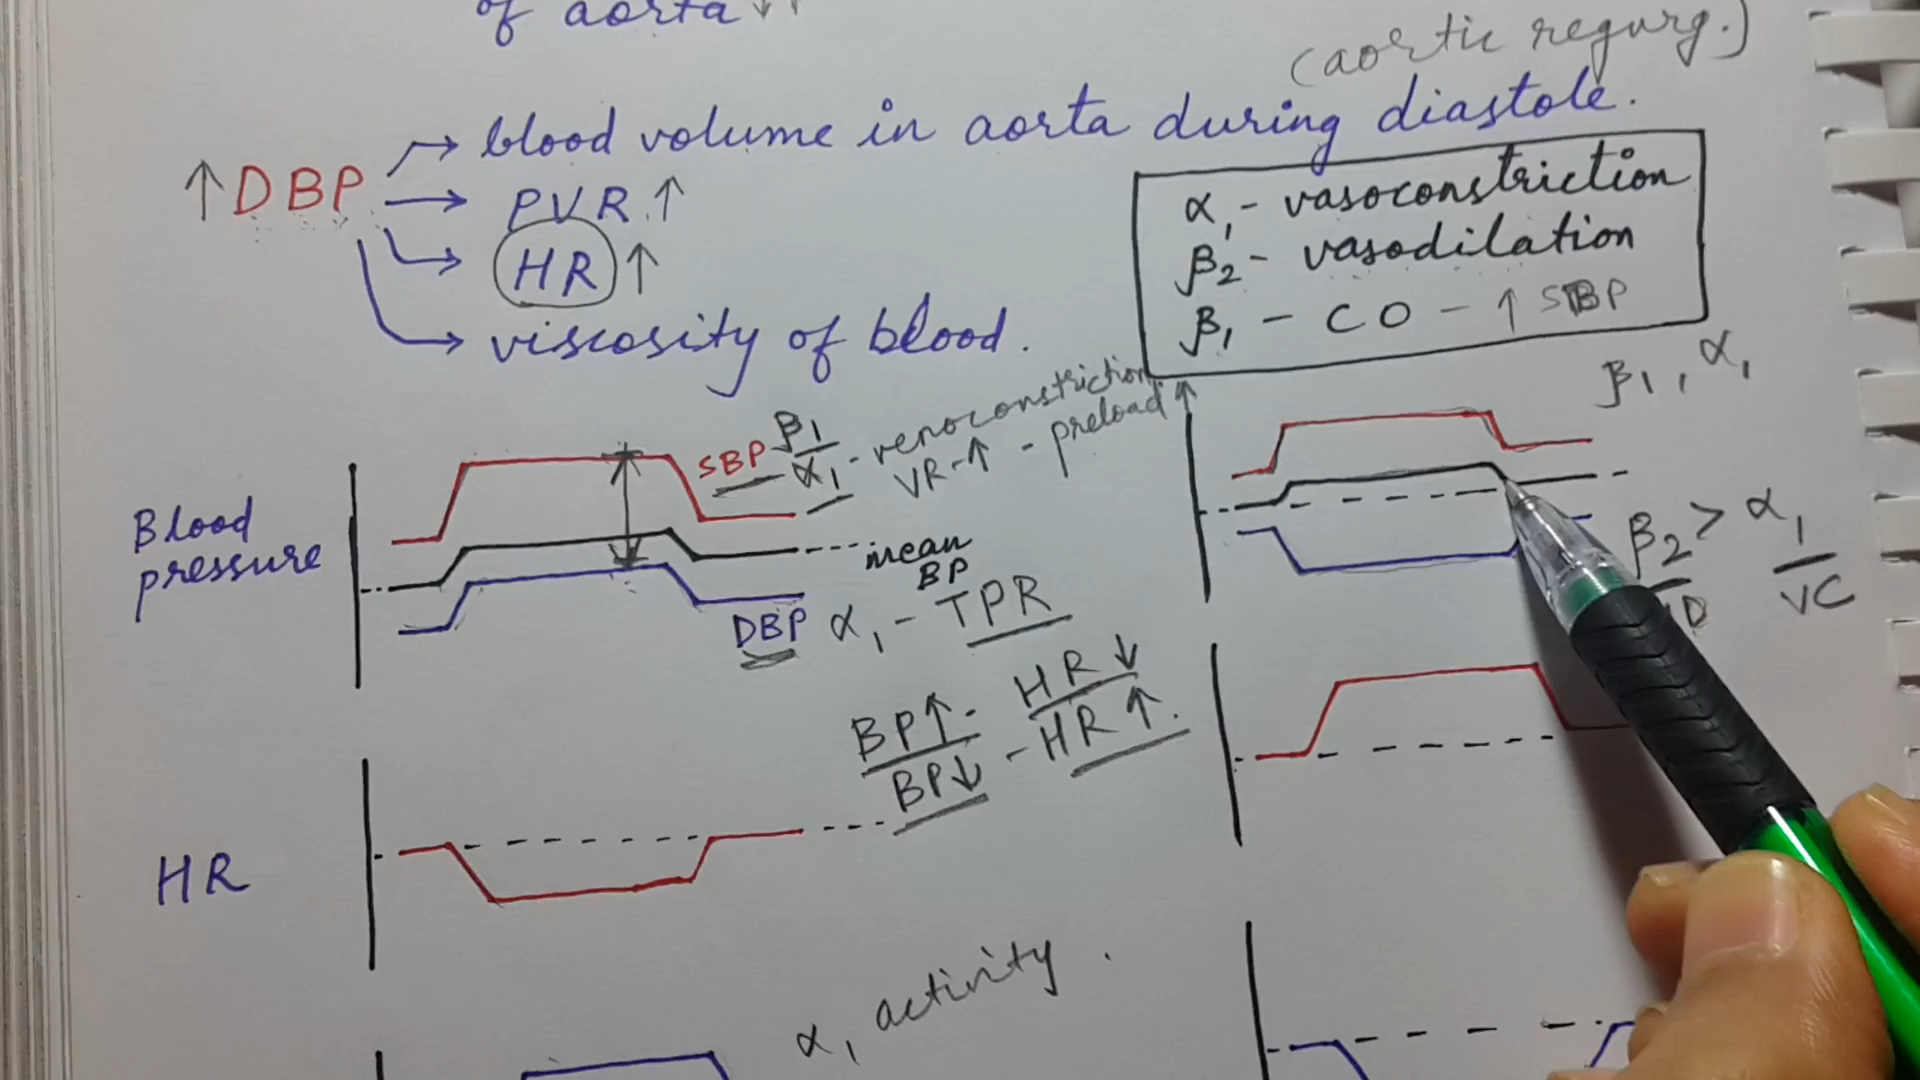 of aorta ↓↑
(aortic regurg.)
→ blood volume in aorta during diastole.
↑ DBP
→ PVR ↑
→ HR ↑
→ viscosity of blood.
α1 - vasoconstriction
β2 - vasodilation
β1 - CO - ↑ SBP
β1, α1
SBP - β1
α1 - venoconstriction
VR-↑ - preload ↑
Blood
pressure
mean
BP
DBP α1 - TPR
β2 > α1
VC
BP↑ - HR↓
BP↓ - HR↑.
HR
α1 activity.